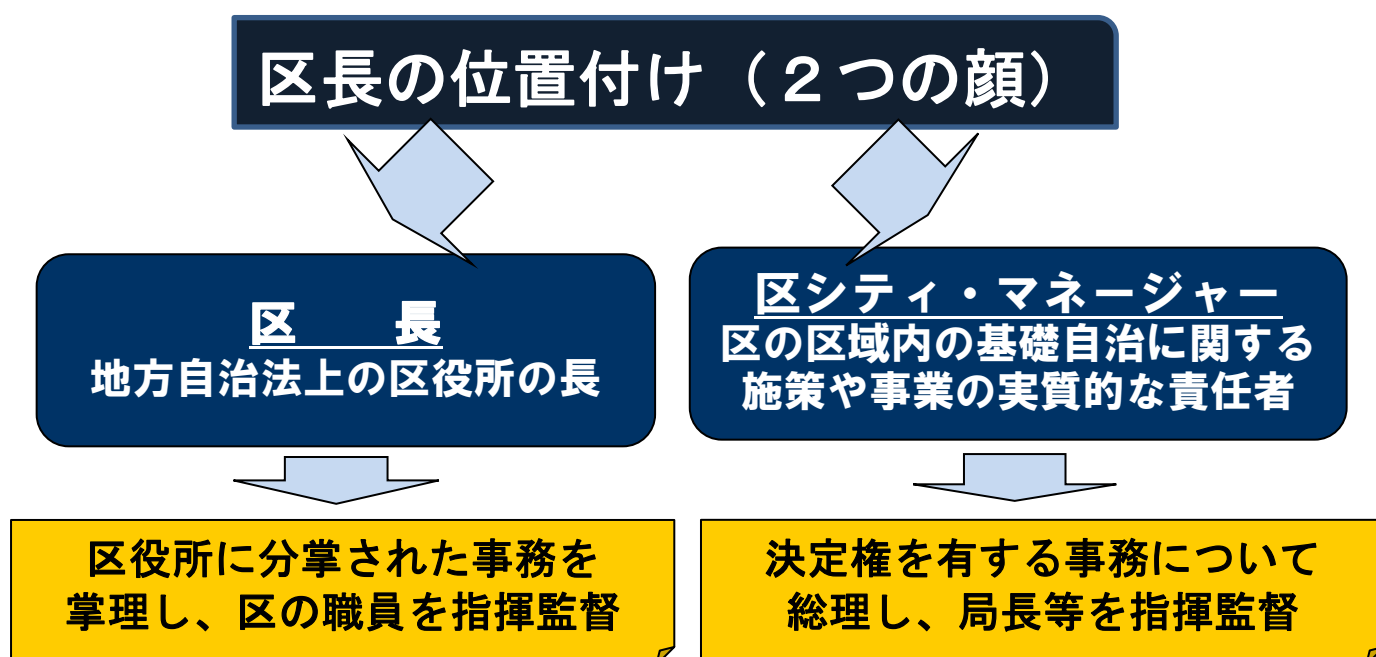 区長の位置付け（２つの顔）
区　　長
地方自治法上の区役所の長
区シティ・マネージャー
区の区域内の基礎自治に関する
施策や事業の実質的な責任者
区役所に分掌された事務を
掌理し、区の職員を指揮監督
決定権を有する事務について
総理し、局長等を指揮監督